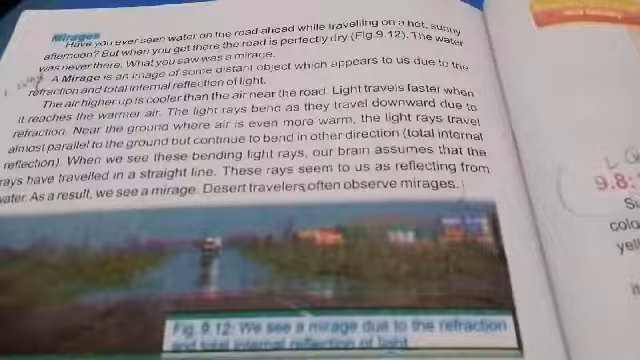 Mirages
Have you ever seen water on the road ahead while travelling on a hot, sunny
afternoon? But when you get there the road is perfectly dry (Fig.9.12). The water
was never there. What you saw was a mirage.
A Mirage is an image of some distant object which appears to us due to the
refraction and total internal reflection of light.
The air higher up is cooler than the air near the road. Light travels faster when
it reaches the warmer air. The light rays bend as they travel downward due to
refraction. Near the ground where air is even more warm, the light rays travel
almost parallel to the ground but continue to bend in other direction (total internal
reflection). When we see these bending light rays, our brain assumes that the
rays have travelled in a straight line. These rays seem to us as reflecting from
water. As a result, we see a mirage. Desert travelers often observe mirages.
Fig. 9.12: We see a mirage due to the refraction
and total internal reflection of light
9.8:
Si
colo
yell